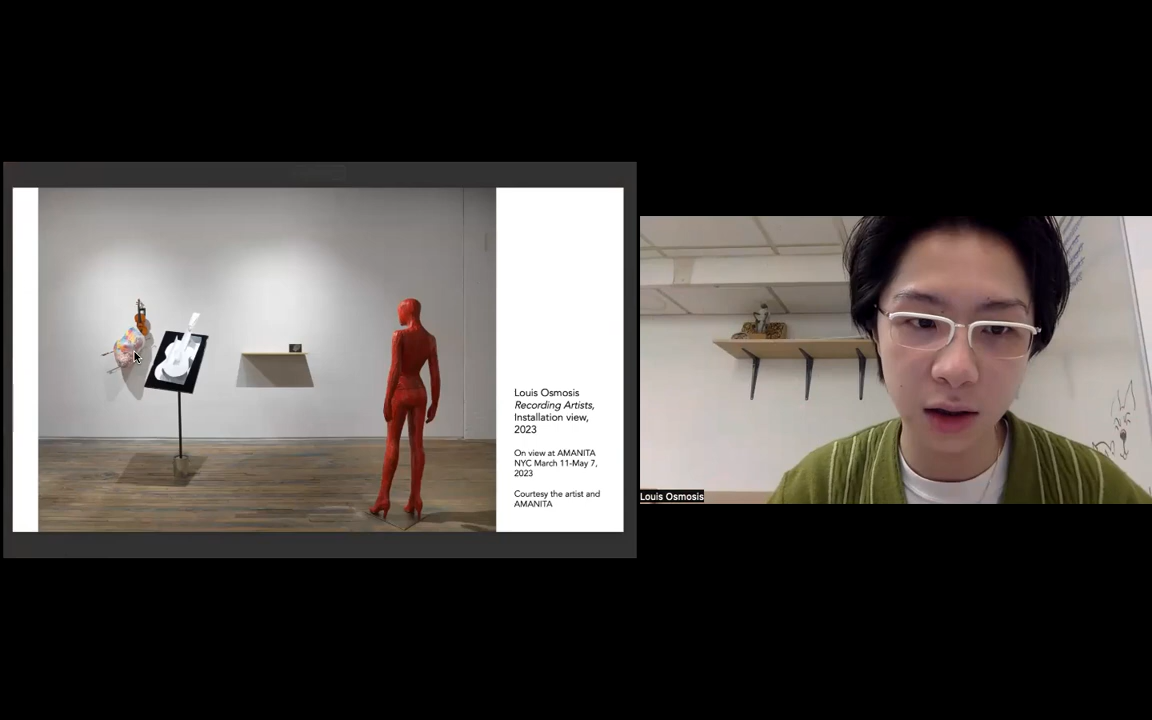 Louis Osmosis
Recording Artists,
Installation view,
2023
On view at AMANITA
NYC March 11-May 7,
2023
Courtesy the artist and
AMANITA
Louis Osmosis